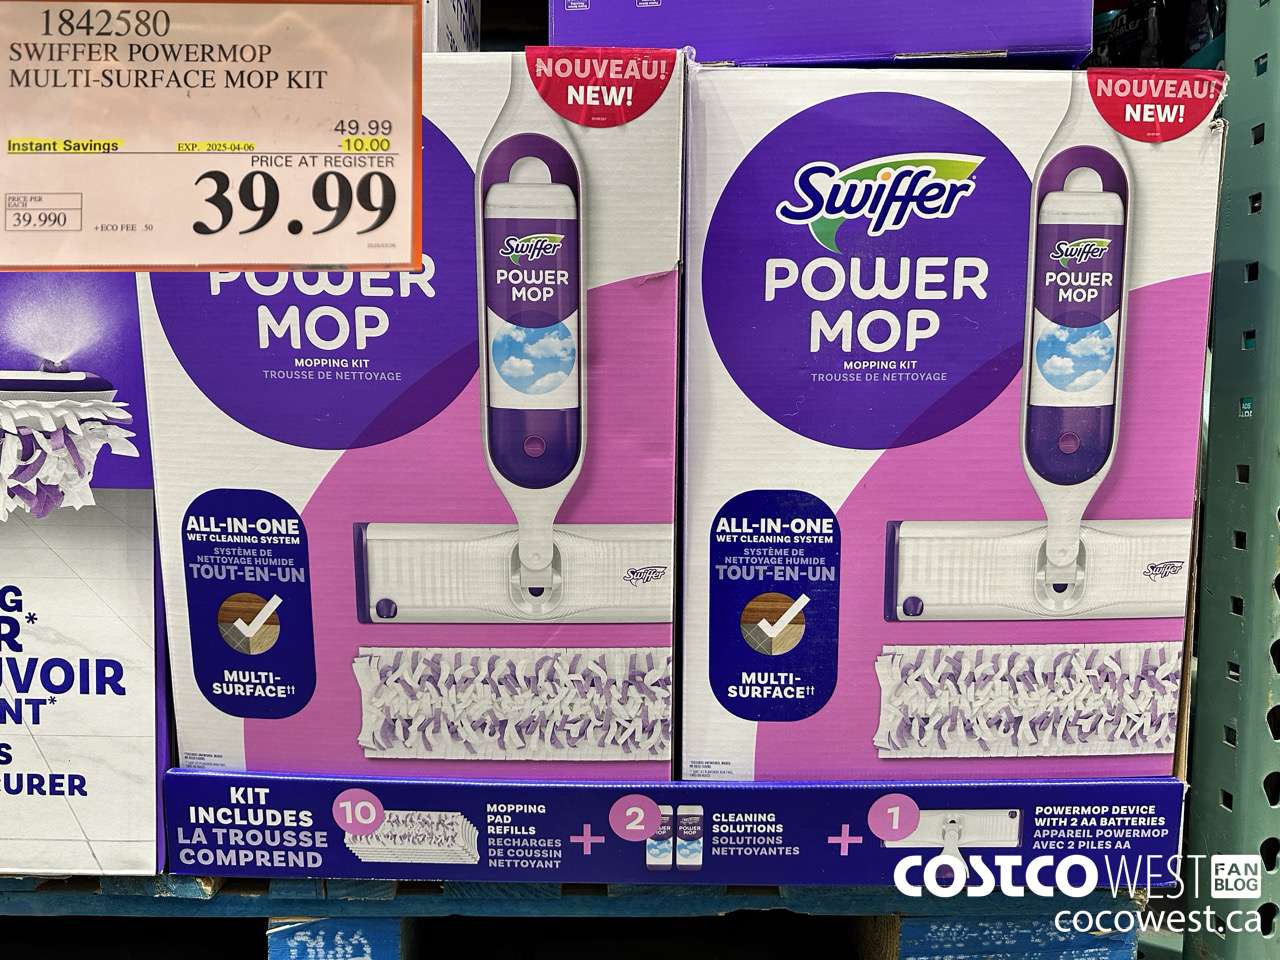 1842580
SWIFFER POWERMOP
MULTI-SURFACE MOP KIT
49.99
Instant Savings EXP. 2025-04-06 -10.00
PRICE AT REGISTER
39.99
PRICE PER
EACH
39.990
+ECO FEE .50
NOUVEAU!
NEW!
POWER
MOP
MOPPING KIT
TROUSSE DE NETTOYAGE
Swiffer
POWER
MOP
ALL-IN-ONE
WET CLEANING SYSTEM
SYSTÈME DE
NETTOYAGE HUMIDE
TOUT-EN-UN
MULTI-
SURFACE††
Swiffer
NOUVEAU!
NEW!
Swiffer
POWER
MOP
MOPPING KIT
TROUSSE DE NETTOYAGE
Swiffer
POWER
MOP
ALL-IN-ONE
WET CLEANING SYSTEM
SYSTÈME DE
NETTOYAGE HUMIDE
TOUT-EN-UN
MULTI-
SURFACE††
Swiffer
G
R*
UVOIR
NT*
S
CURER
KIT
INCLUDES
LA TROUSSE
COMPREND
10
MOPPING
PAD
REFILLS
RECHARGES
DE COUSSIN
NETTOYANT
+
2
POWER
MOP
CLEANING
SOLUTIONS
SOLUTIONS
NETTOYANTES
+
1
POWERMOP DEVICE
WITH 2 AA BATTERIES
APPAREIL POWERMOP
AVEC 2 PILES AA
COSTCO WEST FAN
BLOG
cocowest.ca